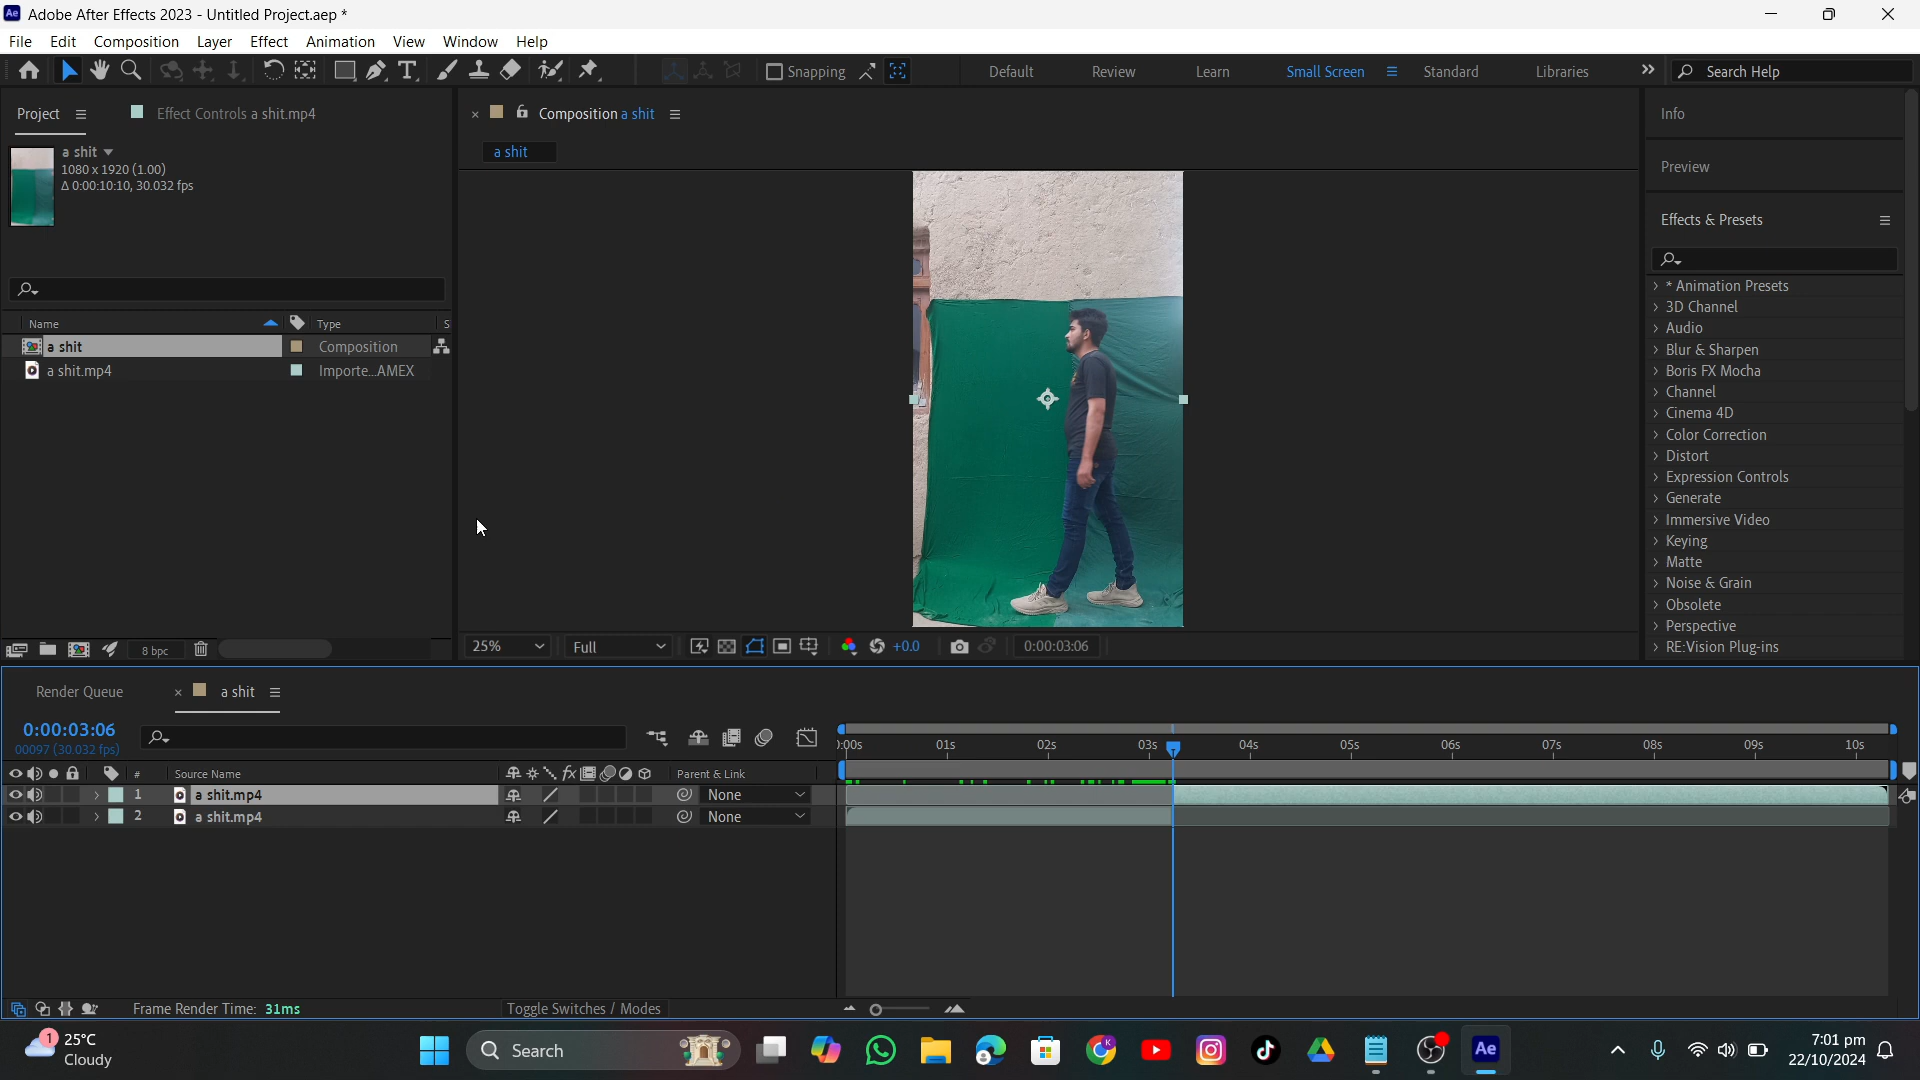 Ae Adobe After Effects 2023 - Untitled Project.aep *
File Edit Composition Layer Effect Animation View Window Help
Snapping Default Review Learn Small Screen Standard Libraries Search Help
Project Effect Controls a shit.mp4
a shit
1080 x 1920 (1.00)
Δ 0:00:10:10, 30.032 fps
Name Type S
a shit Composition
a shit.mp4 Importe...AMEX
8 bpc
× Composition a shit
a shit
25% Full +0.0 0:00:03:06
Info
Preview
Effects & Presets
* Animation Presets
3D Channel
Audio
Blur & Sharpen
Boris FX Mocha
Channel
Cinema 4D
Color Correction
Distort
Expression Controls
Generate
Immersive Video
Keying
Matte
Noise & Grain
Obsolete
Perspective
RE:Vision Plug-ins
Render Queue × a shit
0:00:03:06
00097 (30.032 fps)
):00s 01s 02s 03s 04s 05s 06s 07s 08s 09s 10s
# Source Name fx Parent & Link
1 a shit.mp4 None
2 a shit.mp4 None
Frame Render Time: 31ms Toggle Switches / Modes
1 25°C
Cloudy
Search
K
Ae
7:01 pm
22/10/2024